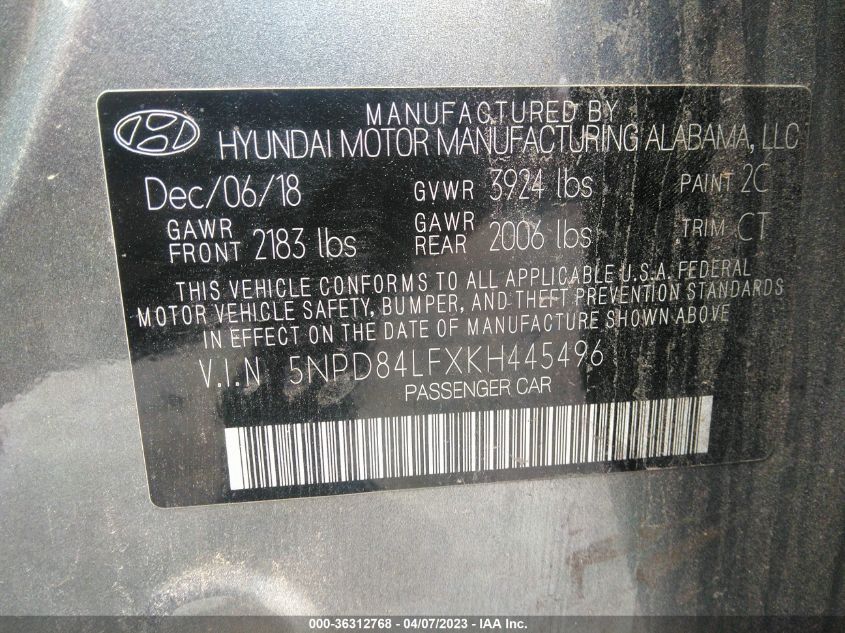 MANUFACTURED BY
HYUNDAI MOTOR MANUFACTURING ALABAMA, LLC
Dec/06/18 GVWR 3924 lbs PAINT 2C
GAWR FRONT 2183 lbs GAWR REAR 2006 lbs TRIM CT
THIS VEHICLE CONFORMS TO ALL APPLICABLE U.S.A. FEDERAL
MOTOR VEHICLE SAFETY, BUMPER, AND THEFT PREVENTION STANDARDS
IN EFFECT ON THE DATE OF MANUFACTURE SHOWN ABOVE
V.I.N 5NPD84LFXKH445496
PASSENGER CAR
000-36312768 - 04/07/2023 - IAA Inc.